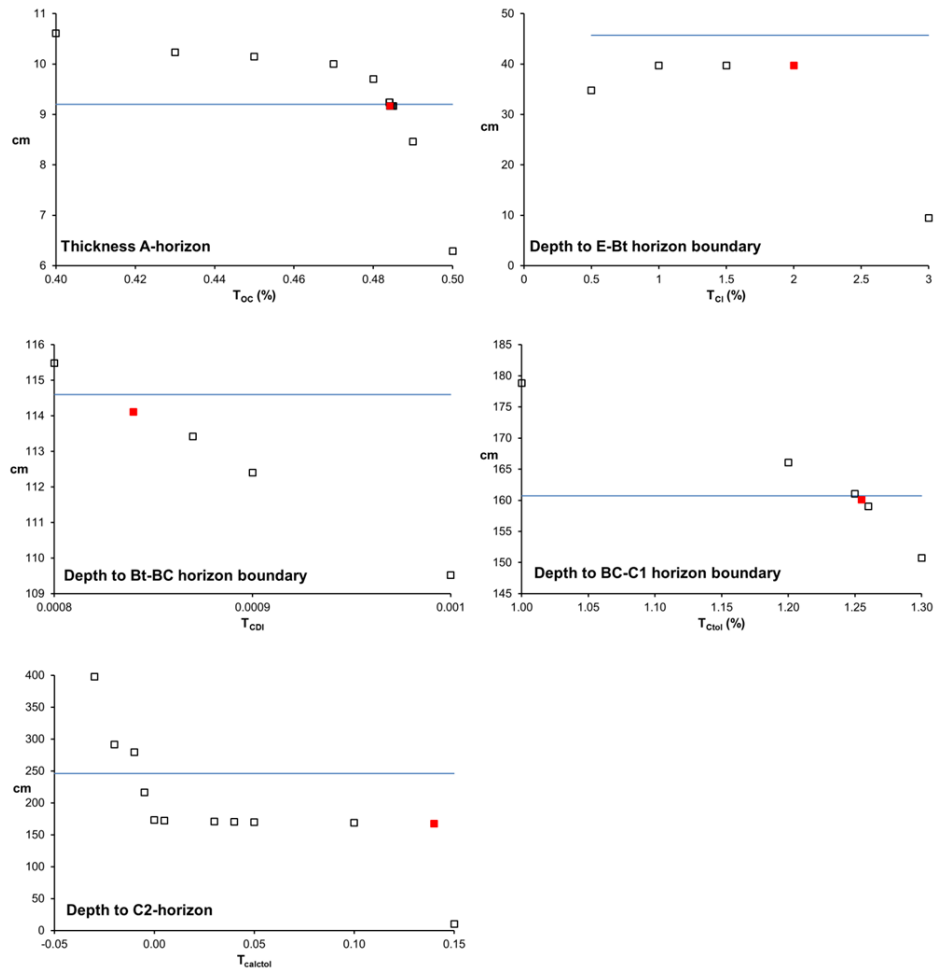 11
10
9
cm
8
7
6
Thickness A-horizon
0.40 0.42 0.44 0.46 0.48 0.50
T_OC (%)
50
40
30
cm
20
10
0
Depth to E-Bt horizon boundary
0 0.5 1 1.5 2 2.5 3
T_CI (%)
116
115
114
113
cm
112
111
110
109
Depth to Bt-BC horizon boundary
0.0008 0.0009 0.001
T_CDI
185
180
175
170
cm
165
160
155
150
145
Depth to BC-C1 horizon boundary
1.00 1.05 1.10 1.15 1.20 1.25 1.30
T_Ctol (%)
400
350
300
250
cm
200
150
100
50
0
Depth to C2-horizon
-0.05 0.00 0.05 0.10 0.15
T_calctol